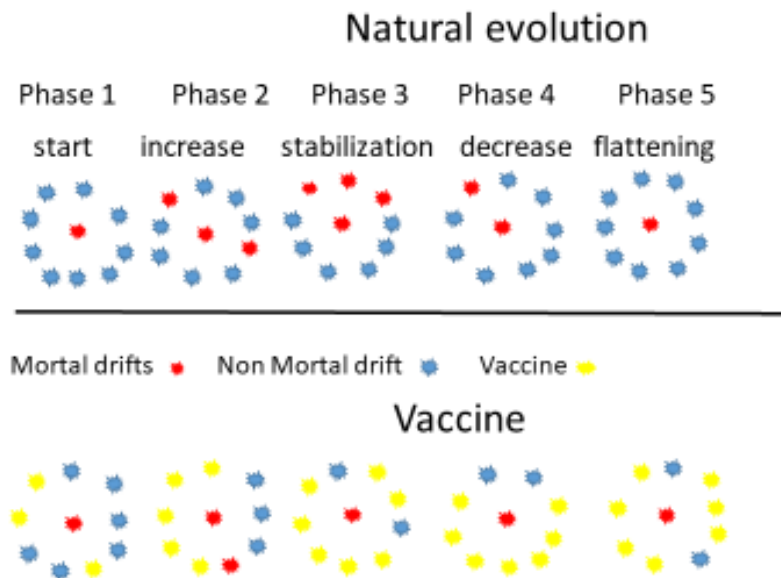 Natural evolution
Phase 1 Phase 2 Phase 3 Phase 4 Phase 5
start increase stabilization decrease flattening
Mortal drifts Non Mortal drift Vaccine
Vaccine